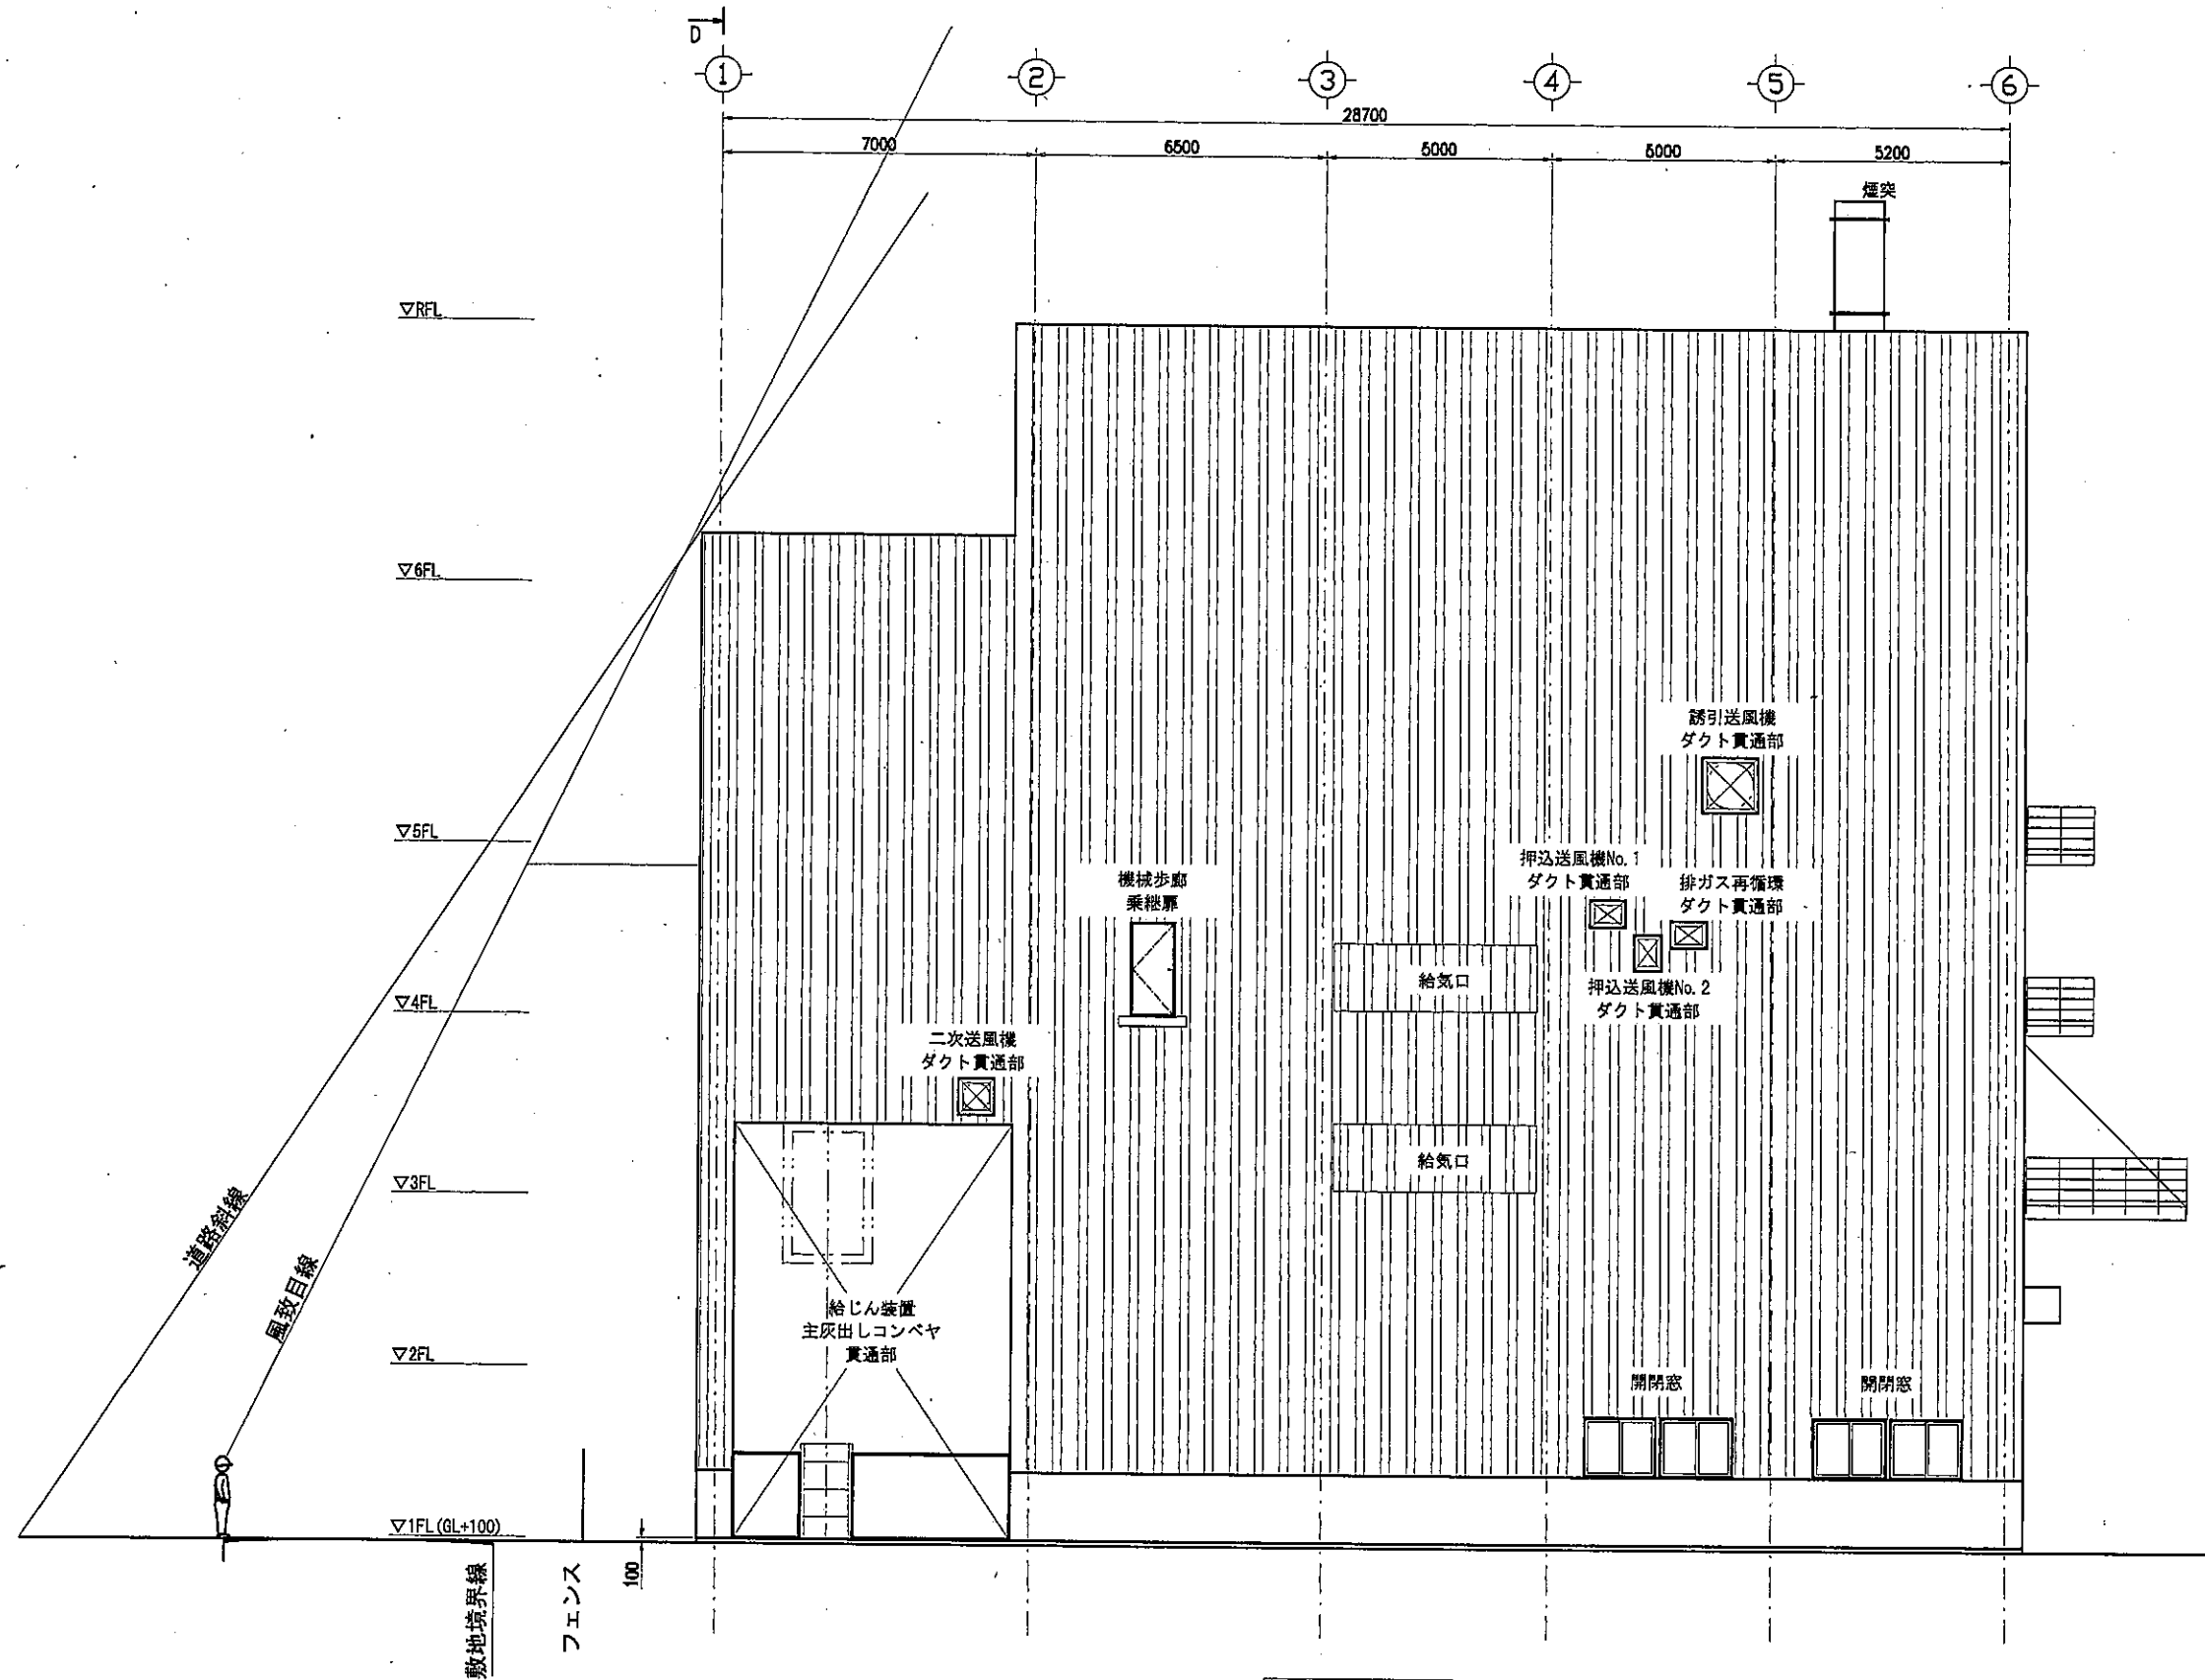 D
1
2
3
4
5
6
28700
7000
6500
5000
5000
5200
煙突
▽RFL
▽6FL
誘引送風機
ダクト貫通部
▽5FL
押込送風機No.1
ダクト貫通部
排ガス再循環
ダクト貫通部
機械歩廊
乗継扉
給気口
押込送風機No.2
ダクト貫通部
▽4FL
二次送風機
ダクト貫通部
給気口
▽3FL
道路斜線
風致目線
給じん装置
主灰出しコンベヤ
貫通部
▽2FL
開閉窓
開閉窓
▽1FL(GL+100)
100
敷地境界線
フェンス